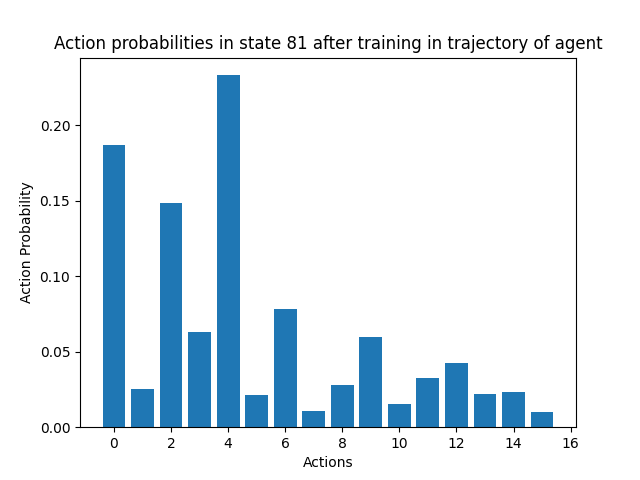 Action probabilities in state 81 after training in trajectory of agent
0.20
0.15
0.10
0.05
0.00
Action Probability
0 2 4 6 8 10 12 14 16
Actions